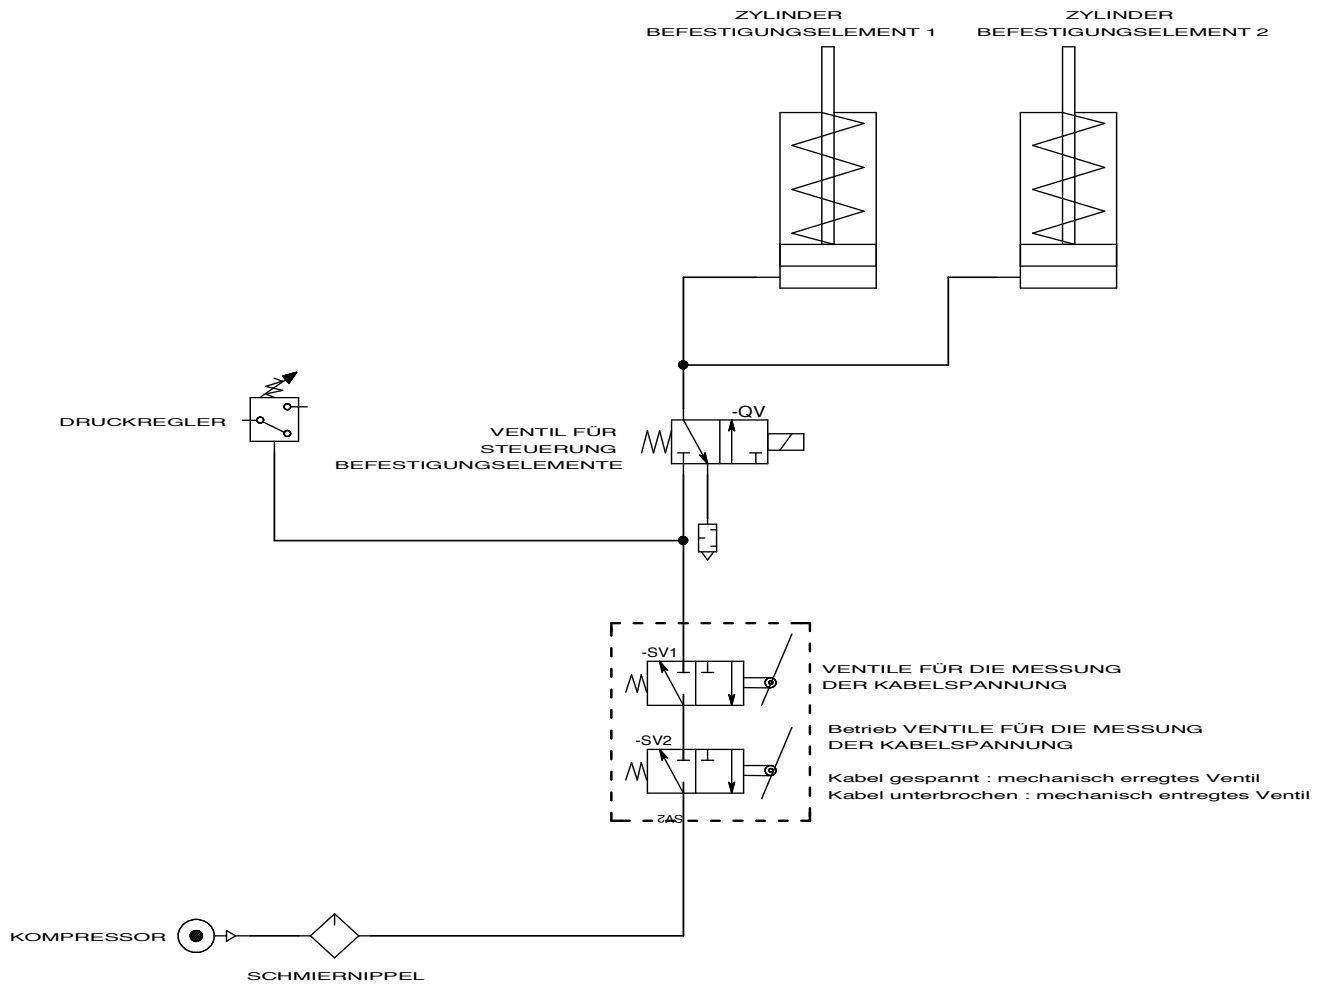 ZYLINDER
BEFESTIGUNGSELEMENT 1
ZYLINDER
BEFESTIGUNGSELEMENT 2
DRUCKREGLER
-QV
VENTIL FÜR
STEUERUNG
BEFESTIGUNGSELEMENTE
-SV1
VENTILE FÜR DIE MESSUNG
DER KABELSPANNUNG
-SV2
Betrieb VENTILE FÜR DIE MESSUNG
DER KABELSPANNUNG
Kabel gespannt : mechanisch erregtes Ventil
Kabel unterbrochen : mechanisch entregtes Ventil
SV2
KOMPRESSOR
SCHMIERNIPPEL